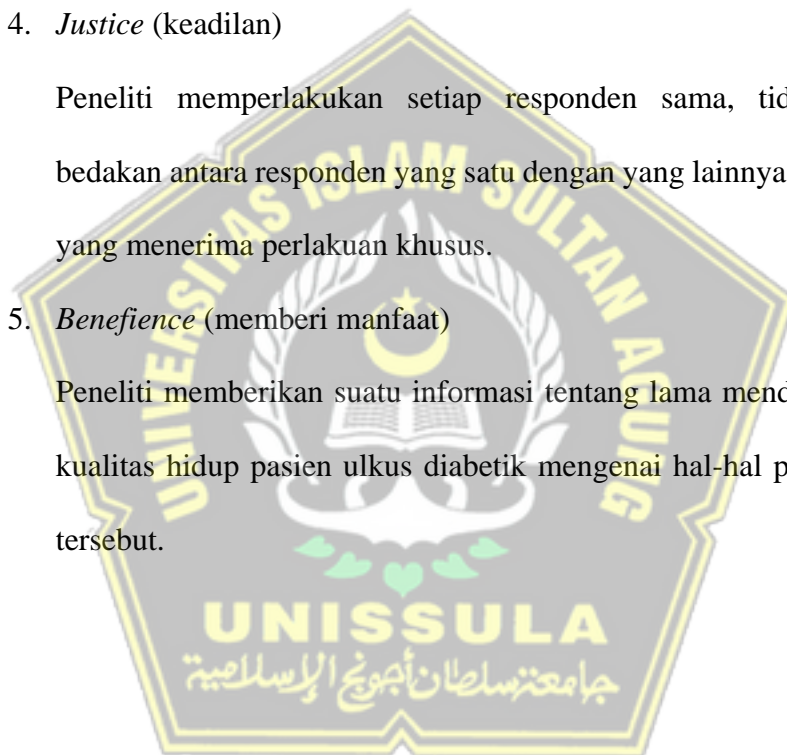 4. Justice (keadilan)
Peneliti memperlakukan setiap responden sama, tid
bedakan antara responden yang satu dengan yang lainnya
yang menerima perlakuan khusus.
5. Benefience (memberi manfaat)
Peneliti memberikan suatu informasi tentang lama mend
kualitas hidup pasien ulkus diabetik mengenai hal-hal p
tersebut.
UNIVERSITAS ISLAM SULTAN AGUNG
UNISSULA
جامعة سلطان أجونج الإسلامية